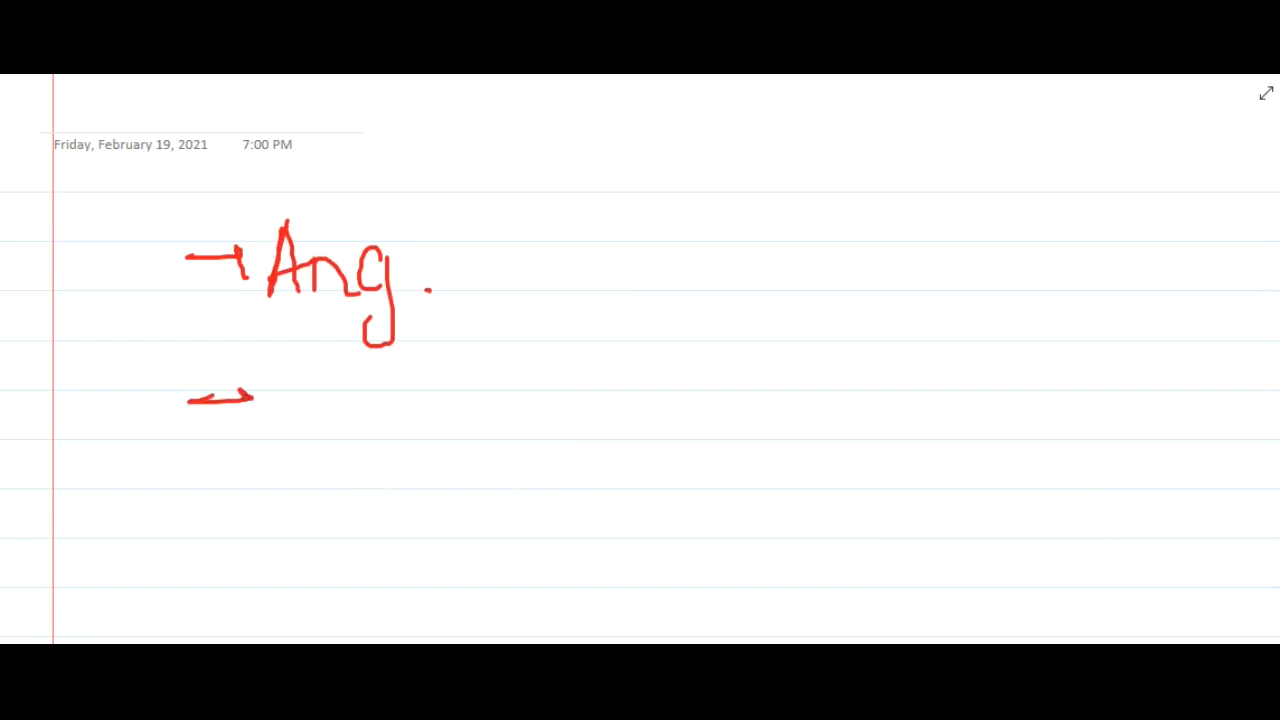 Friday, February 19, 2021 7:00 PM
→ Ang.
→